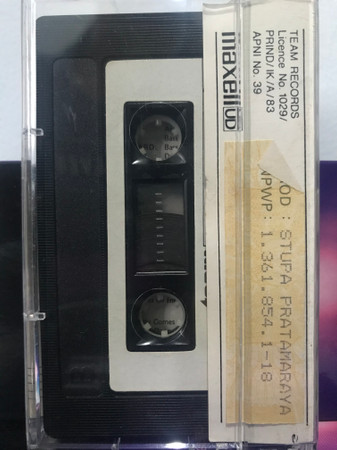 TEAM RECORDS
Licence No. 1029/
PRIND/IK/A/83
APNI No. 39
maxell UD
OD : STUPA PRATAMARAYA
NPWP : 1.361.854.1-18